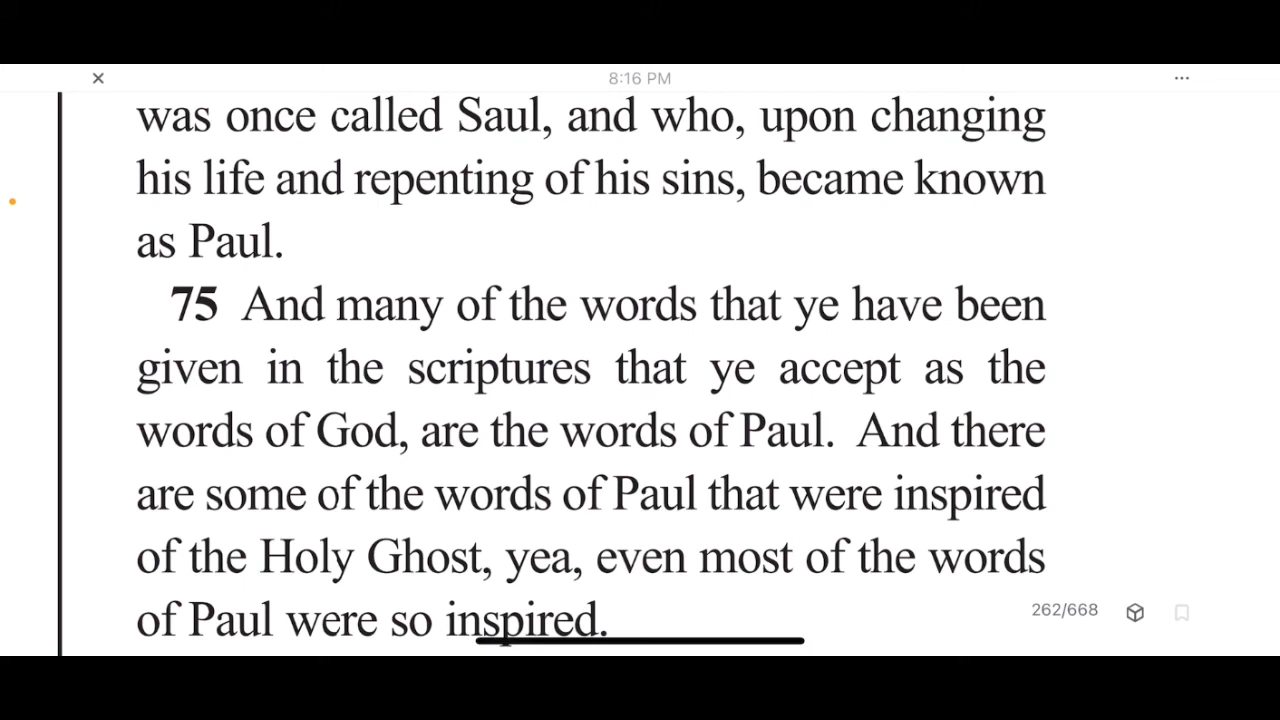 8:16 PM
was once called Saul, and who, upon changing
his life and repenting of his sins, became known
as Paul.
75 And many of the words that ye have been
given in the scriptures that ye accept as the
words of God, are the words of Paul. And there
are some of the words of Paul that were inspired
of the Holy Ghost, yea, even most of the words
of Paul were so inspired.
262/668